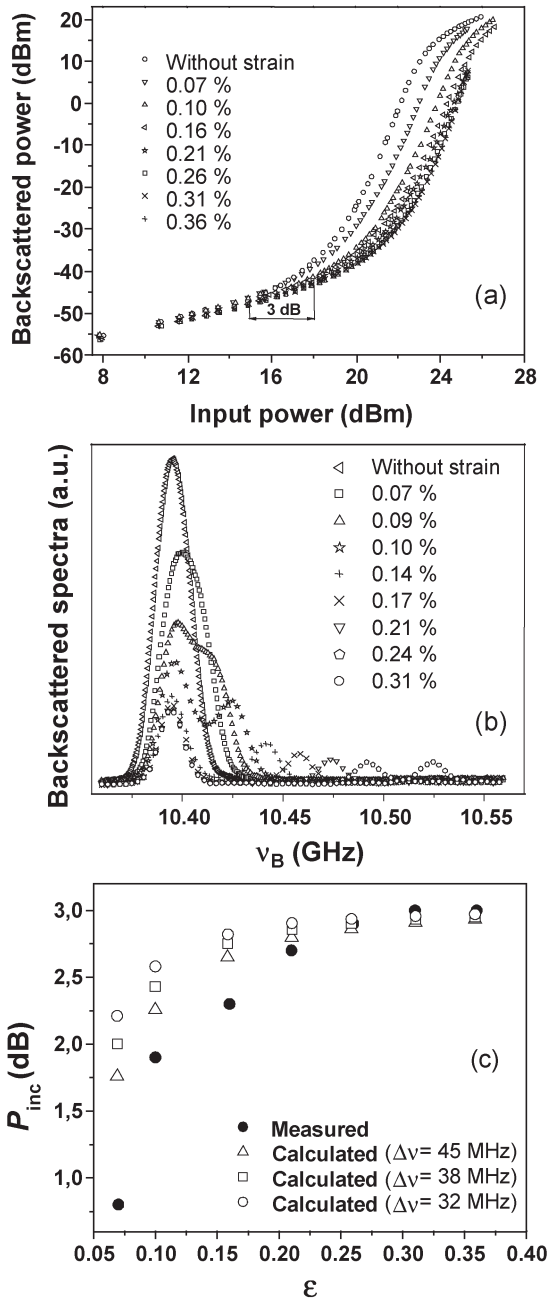 20
10
0
-10
-20
-30
-40
-50
-60
Backscattered power (dBm)
Without strain
0.07 %
0.10 %
0.16 %
0.21 %
0.26 %
0.31 %
0.36 %
(a)
3 dB
8 12 16 20 24 28
Input power (dBm)
Backscattered spectra (a.u.)
Without strain
0.07 %
0.09 %
0.10 %
0.14 %
0.17 %
0.21 %
0.24 %
0.31 %
(b)
10.40 10.45 10.50 10.55
νB (GHz)
3,0
2,5
2,0
1,5
1,0
Pinc (dB)
(c)
Measured
Calculated (Δν= 45 MHz)
Calculated (Δν= 38 MHz)
Calculated (Δν= 32 MHz)
0.05 0.10 0.15 0.20 0.25 0.30 0.35 0.40
ε